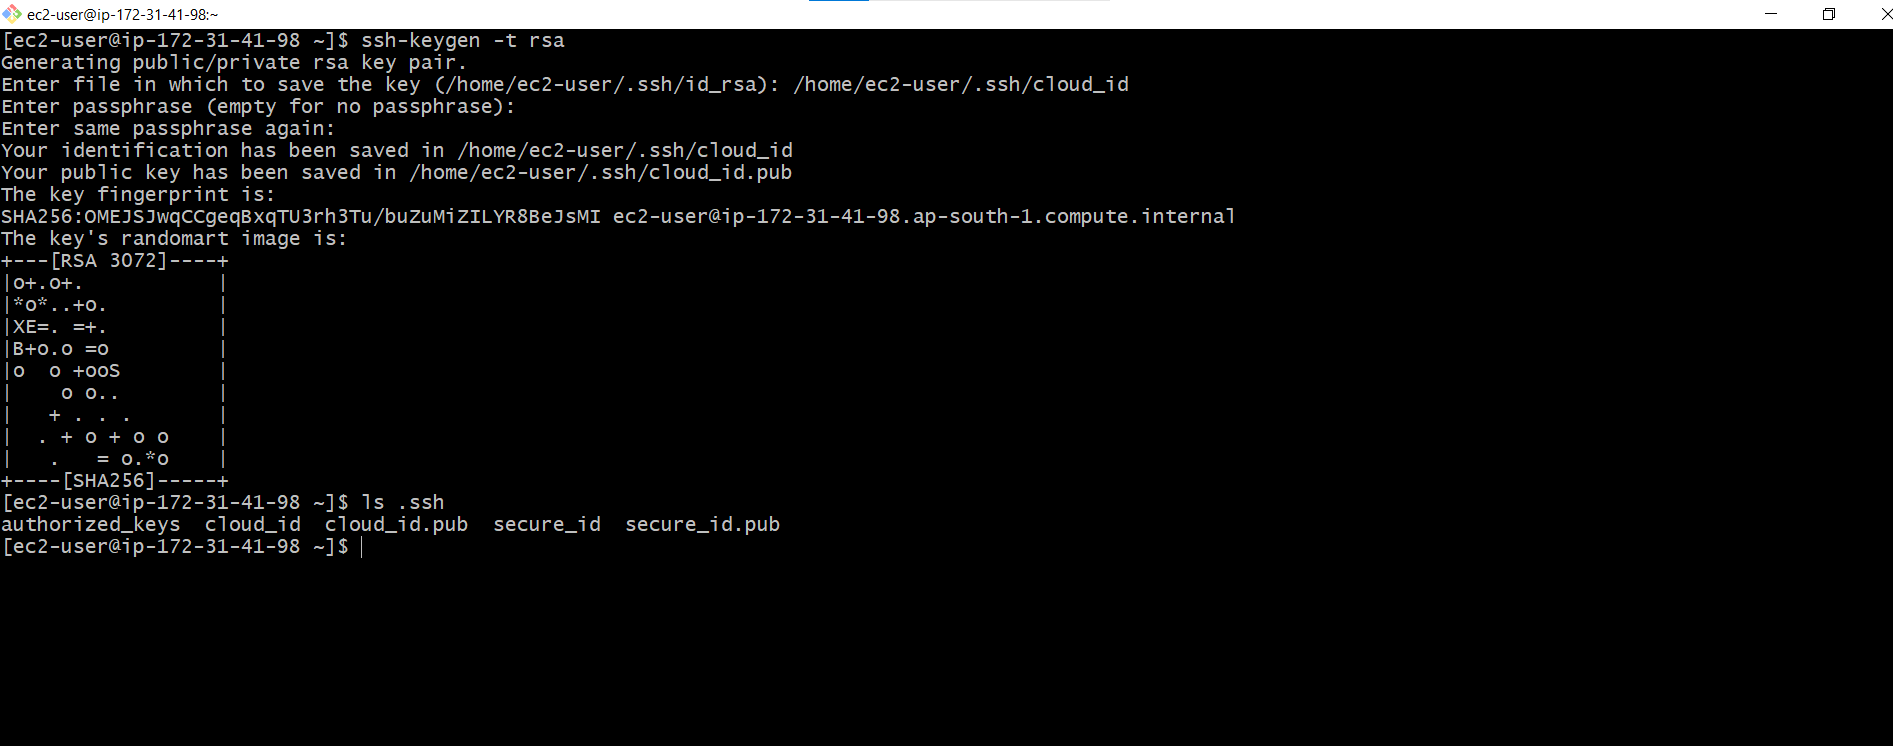 ec2-user@ip-172-31-41-98:~
[ec2-user@ip-172-31-41-98 ~]$ ssh-keygen -t rsa
Generating public/private rsa key pair.
Enter file in which to save the key (/home/ec2-user/.ssh/id_rsa): /home/ec2-user/.ssh/cloud_id
Enter passphrase (empty for no passphrase):
Enter same passphrase again:
Your identification has been saved in /home/ec2-user/.ssh/cloud_id
Your public key has been saved in /home/ec2-user/.ssh/cloud_id.pub
The key fingerprint is:
SHA256:OMEJSJwqCCgeqBxqTU3rh3Tu/buZuMiZILYR8BeJsMI ec2-user@ip-172-31-41-98.ap-south-1.compute.internal
The key's randomart image is:
+---[RSA 3072]----+
|o+.o+.           |
|*o*..+o.         |
|XE=. =+.         |
|B+o.o =o         |
|o  o +ooS        |
|    o o..        |
|   + . . .       |
|  . + o + o o    |
|   .   = o.*o    |
+----[SHA256]-----+
[ec2-user@ip-172-31-41-98 ~]$ ls .ssh
authorized_keys  cloud_id  cloud_id.pub  secure_id  secure_id.pub
[ec2-user@ip-172-31-41-98 ~]$